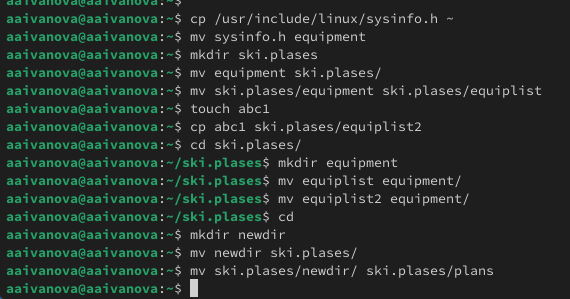 aaivanova@aaivanova:~$
aaivanova@aaivanova:~$ cp /usr/include/linux/sysinfo.h ~
aaivanova@aaivanova:~$ mv sysinfo.h equipment
aaivanova@aaivanova:~$ mkdir ski.plases
aaivanova@aaivanova:~$ mv equipment ski.plases/
aaivanova@aaivanova:~$ mv ski.plases/equipment ski.plases/equiplist
aaivanova@aaivanova:~$ touch abc1
aaivanova@aaivanova:~$ cp abc1 ski.plases/equiplist2
aaivanova@aaivanova:~$ cd ski.plases/
aaivanova@aaivanova:~/ski.plases$ mkdir equipment
aaivanova@aaivanova:~/ski.plases$ mv equiplist equipment/
aaivanova@aaivanova:~/ski.plases$ mv equiplist2 equipment/
aaivanova@aaivanova:~/ski.plases$ cd
aaivanova@aaivanova:~$ mkdir newdir
aaivanova@aaivanova:~$ mv newdir ski.plases/
aaivanova@aaivanova:~$ mv ski.plases/newdir/ ski.plases/plans
aaivanova@aaivanova:~$